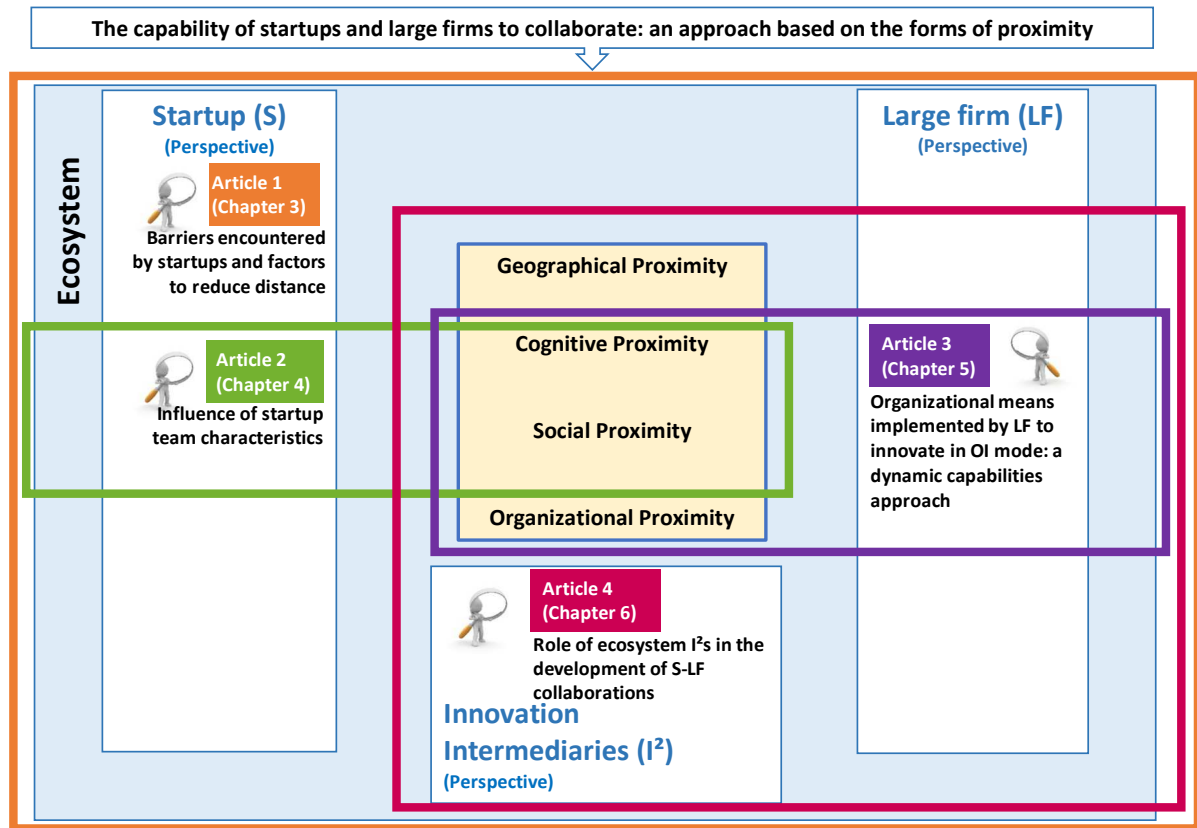 The capability of startups and large firms to collaborate: an approach based on the forms of proximity
Ecosystem
Startup (S)
(Perspective)
Article 1
(Chapter 3)
Barriers encountered
by startups and factors
to reduce distance
Article 2
(Chapter 4)
Influence of startup
team characteristics
Geographical Proximity
Cognitive Proximity
Social Proximity
Organizational Proximity
Article 4
(Chapter 6)
Role of ecosystem I²s in the
development of S-LF
collaborations
Innovation
Intermediaries (I²)
(Perspective)
Large firm (LF)
(Perspective)
Article 3
(Chapter 5)
Organizational means
implemented by LF to
innovate in OI mode: a
dynamic capabilities
approach